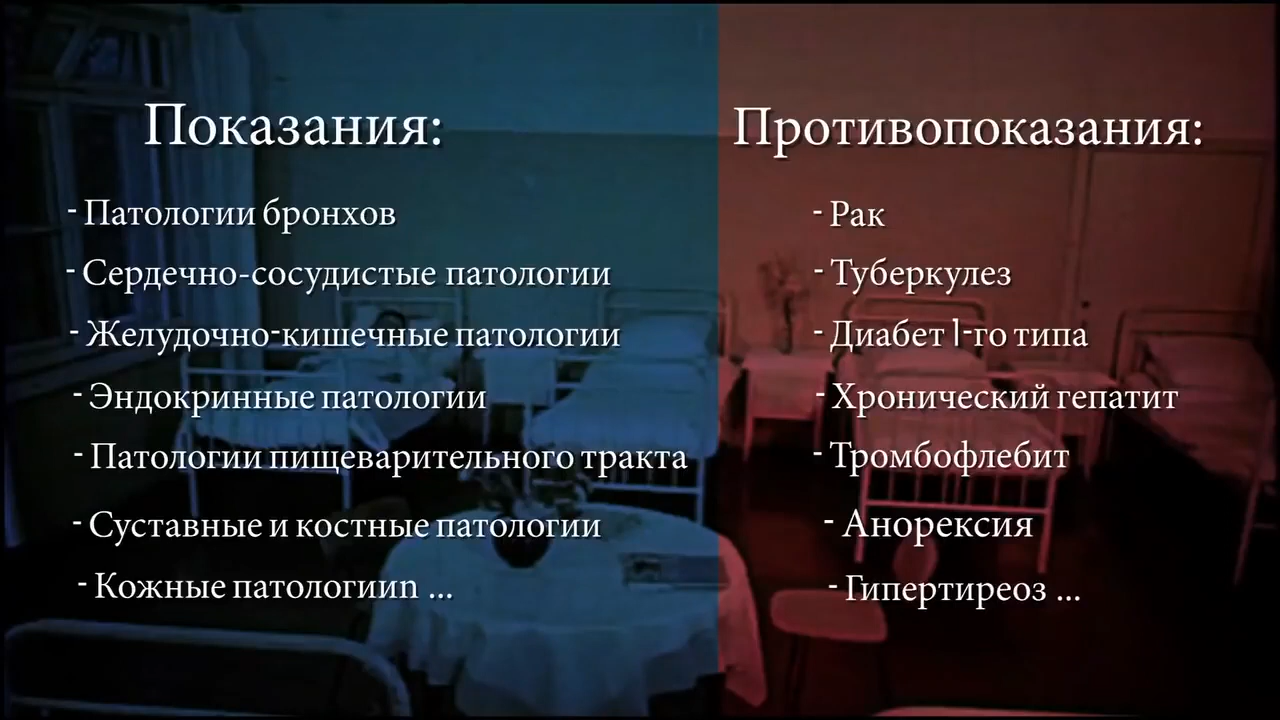 Показания:
- Патологии бронхов
- Сердечно-сосудистые патологии
- Желудочно-кишечные патологии
- Эндокринные патологии
- Патологии пищеварительного тракта
- Суставные и костные патологии
- Кожные патологииn ...
Противопоказания:
- Рак
- Туберкулез
- Диабет l-го типа
- Хронический гепатит
- Тромбофлебит
- Анорексия
- Гипертиреоз ...